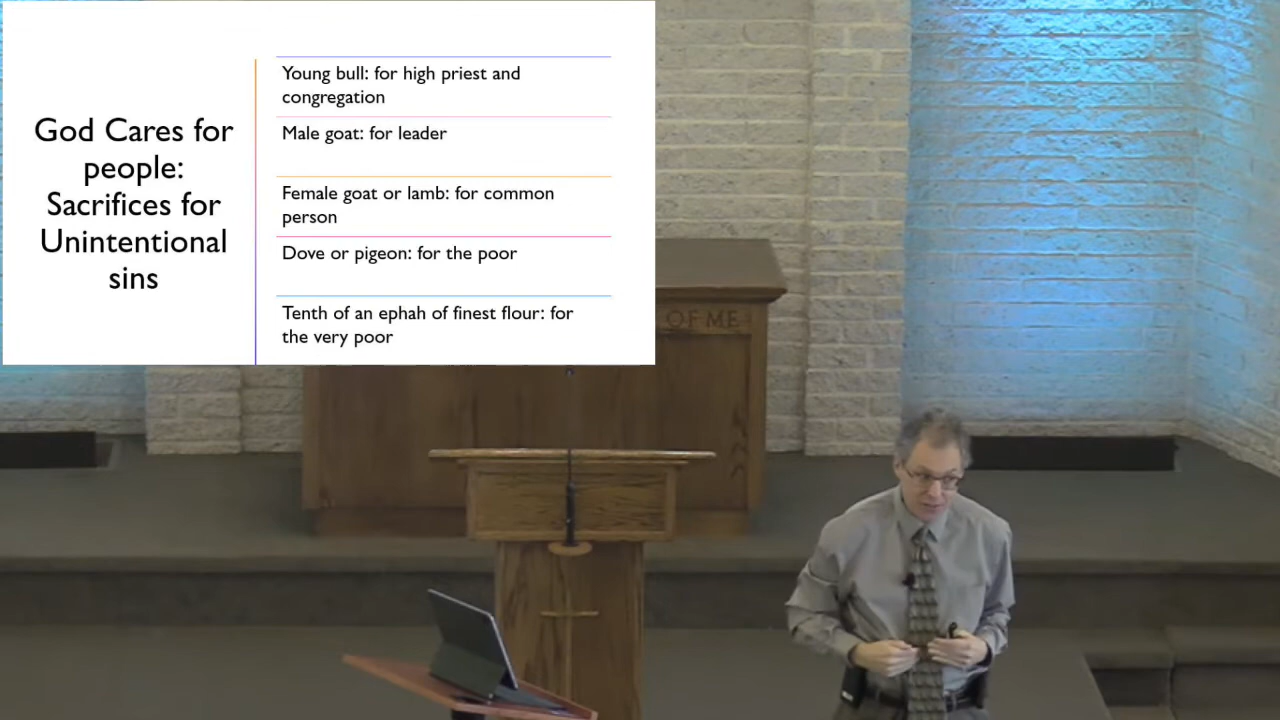 God Cares for
people:
Sacrifices for
Unintentional
sins
Young bull: for high priest and
congregation
Male goat: for leader
Female goat or lamb: for common
person
Dove or pigeon: for the poor
Tenth of an ephah of finest flour: for
the very poor
OF ME